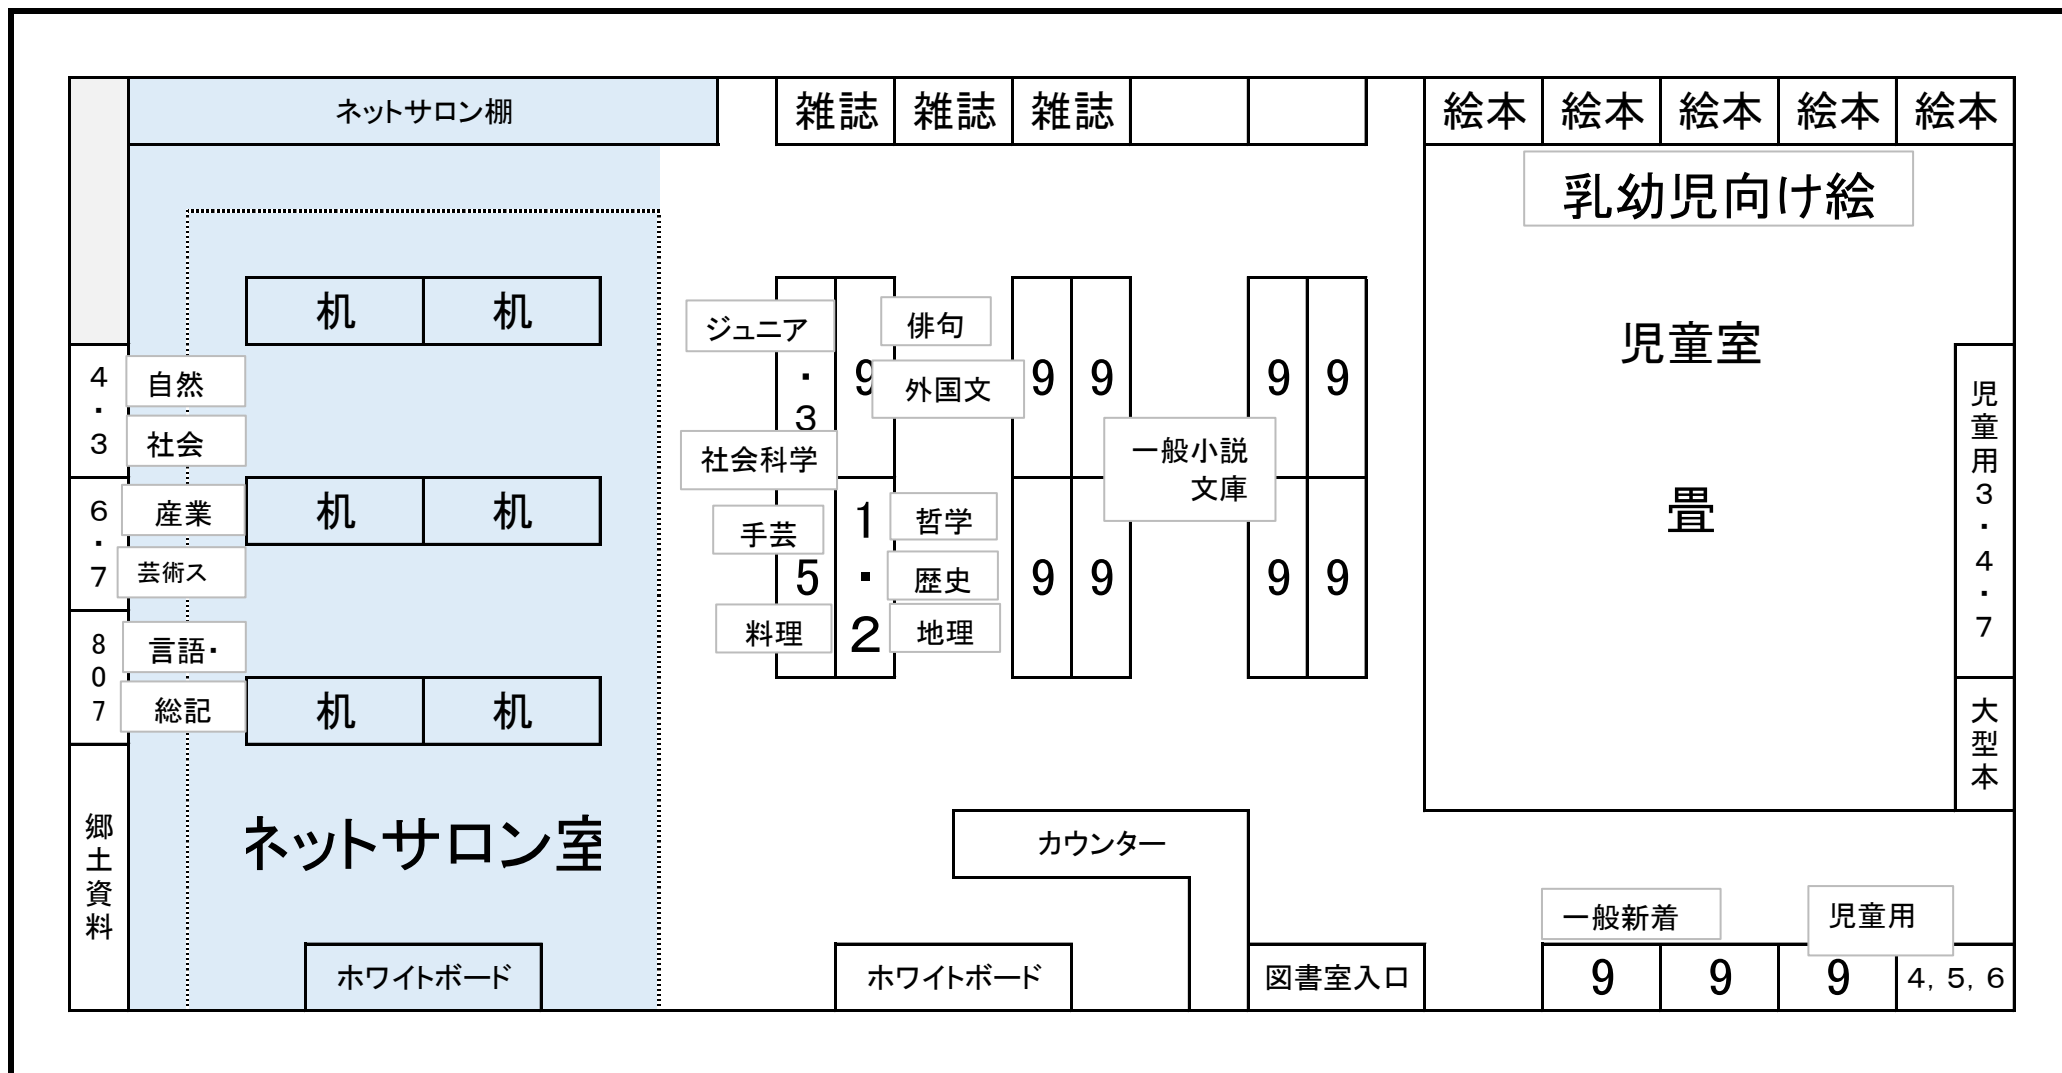 ネットサロン棚
雑誌
雑誌
雑誌
絵本
絵本
絵本
絵本
絵本
乳幼児向け絵
児童室
畳
机
机
ジュニア
・
3
9
俳句
外国文
9
9
9
9
一般小説
文庫
4・3
自然
社会
社会科学
6・7
産業
芸術ス
机
机
手芸
5
料理
1・2
哲学
歴史
地理
9
9
9
9
児童用3・4・7
807
言語・
総記
机
机
大型本
郷土資料
ネットサロン室
カウンター
一般新着
児童用
ホワイトボード
ホワイトボード
図書室入口
9
9
9
4, 5, 6